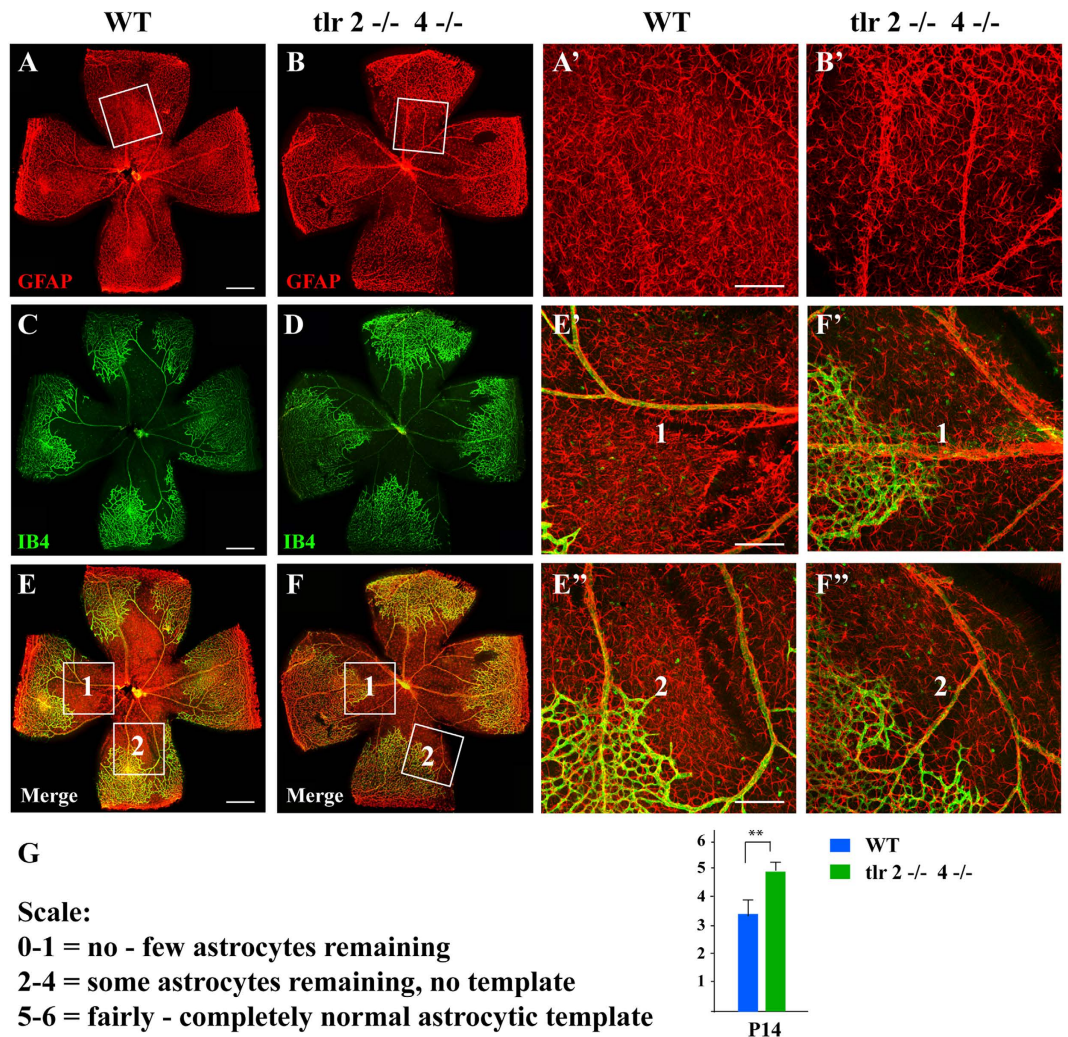 WT
tlr 2 -/- 4 -/-
WT
tlr 2 -/- 4 -/-
A
GFAP
B
GFAP
A’
B’
C
IB4
D
IB4
E’
1
F’
1
E
1
2
Merge
F
1
2
Merge
E’’
2
F’’
2
G
Scale:
0-1 = no - few astrocytes remaining
2-4 = some astrocytes remaining, no template
5-6 = fairly - completely normal astrocytic template
6
5
4
3
2
1
**
P14
WT
tlr 2 -/- 4 -/-